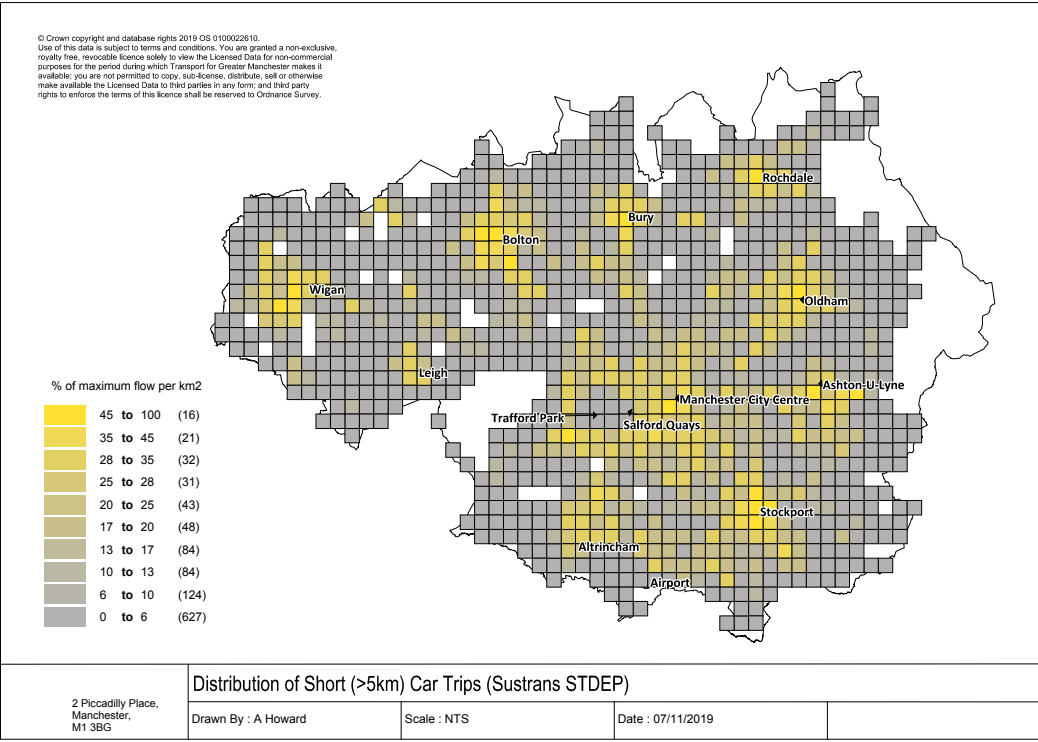 © Crown copyright and database rights 2019 OS 0100022610.
Use of this data is subject to terms and conditions. You are granted a non-exclusive,
royalty free, revocable licence solely to view the Licensed Data for non-commercial
purposes for the period during which Transport for Greater Manchester makes it
available; you are not permitted to copy, sub-license, distribute, sell or otherwise
make available the Licensed Data to third parties in any form; and third party
rights to enforce the terms of this licence shall be reserved to Ordnance Survey.
Rochdale
Bury
Bolton
Wigan
Oldham
Leigh
Ashton-U-Lyne
Manchester City Centre
Trafford Park
Salford Quays
Stockport
Altrincham
Airport
% of maximum flow per km2
45 to 100 (16)
35 to 45 (21)
28 to 35 (32)
25 to 28 (31)
20 to 25 (43)
17 to 20 (48)
13 to 17 (84)
10 to 13 (84)
6 to 10 (124)
0 to 6 (627)
2 Piccadilly Place,
Manchester,
M1 3BG
Distribution of Short (>5km) Car Trips (Sustrans STDEP)
Drawn By : A Howard
Scale : NTS
Date : 07/11/2019